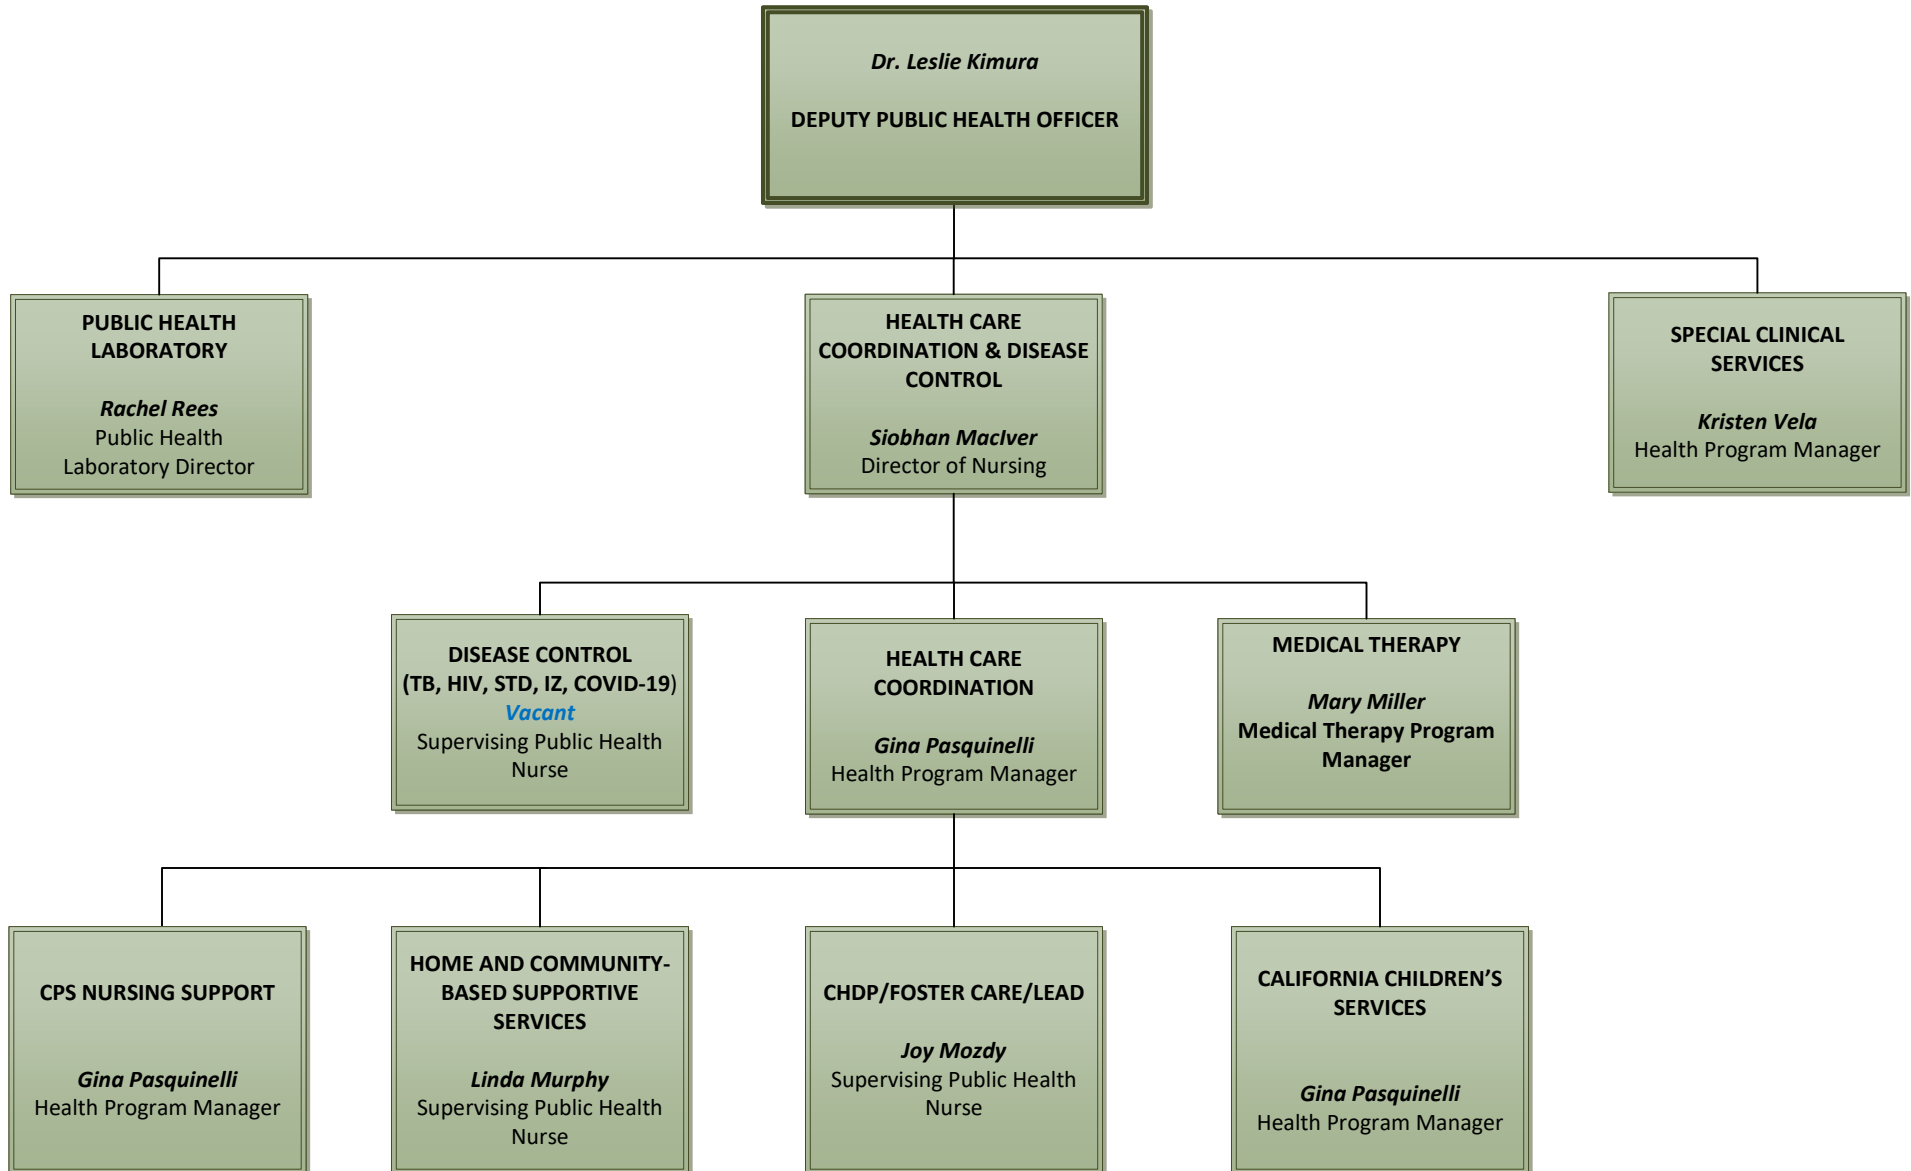 Dr. Leslie Kimura
DEPUTY PUBLIC HEALTH OFFICER
PUBLIC HEALTH
LABORATORY
Rachel Rees
Public Health
Laboratory Director
HEALTH CARE
COORDINATION & DISEASE
CONTROL
Siobhan MacIver
Director of Nursing
SPECIAL CLINICAL
SERVICES
Kristen Vela
Health Program Manager
DISEASE CONTROL
(TB, HIV, STD, IZ, COVID-19)
Vacant
Supervising Public Health
Nurse
HEALTH CARE
COORDINATION
Gina Pasquinelli
Health Program Manager
MEDICAL THERAPY
Mary Miller
Medical Therapy Program
Manager
CPS NURSING SUPPORT
Gina Pasquinelli
Health Program Manager
HOME AND COMMUNITY-
BASED SUPPORTIVE
SERVICES
Linda Murphy
Supervising Public Health
Nurse
CHDP/FOSTER CARE/LEAD
Joy Mozdy
Supervising Public Health
Nurse
CALIFORNIA CHILDREN’S
SERVICES
Gina Pasquinelli
Health Program Manager